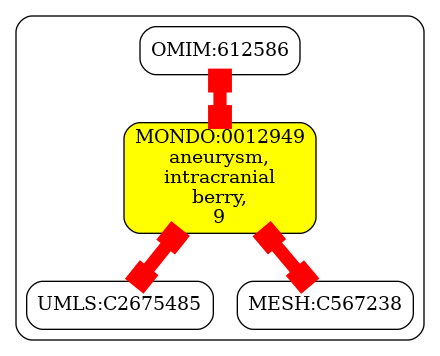 OMIM:612586
MONDO:0012949
aneurysm,
intracranial
berry,
9
UMLS:C2675485
MESH:C567238